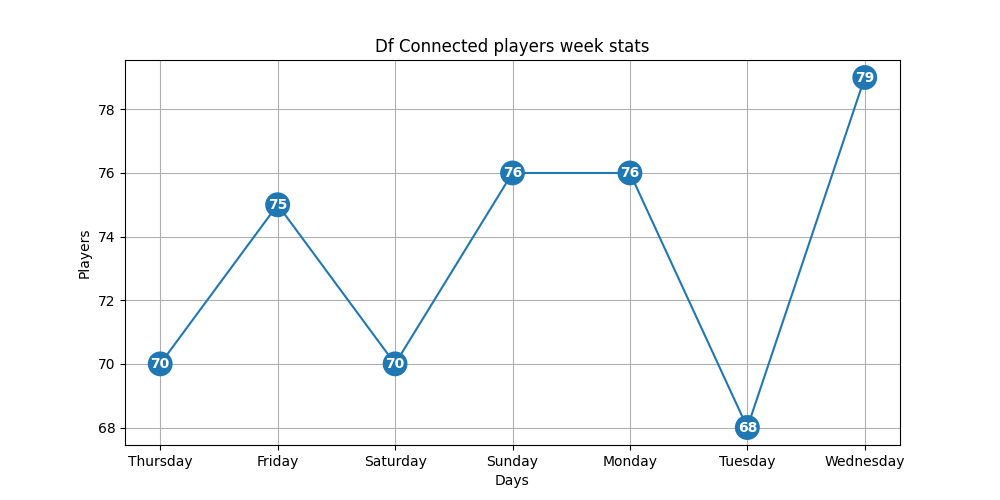 Df Connected players week stats
79
78
76 76 76
75
74
Players
72
70 70 70
68 68
Thursday Friday Saturday Sunday Monday Tuesday Wednesday
Days